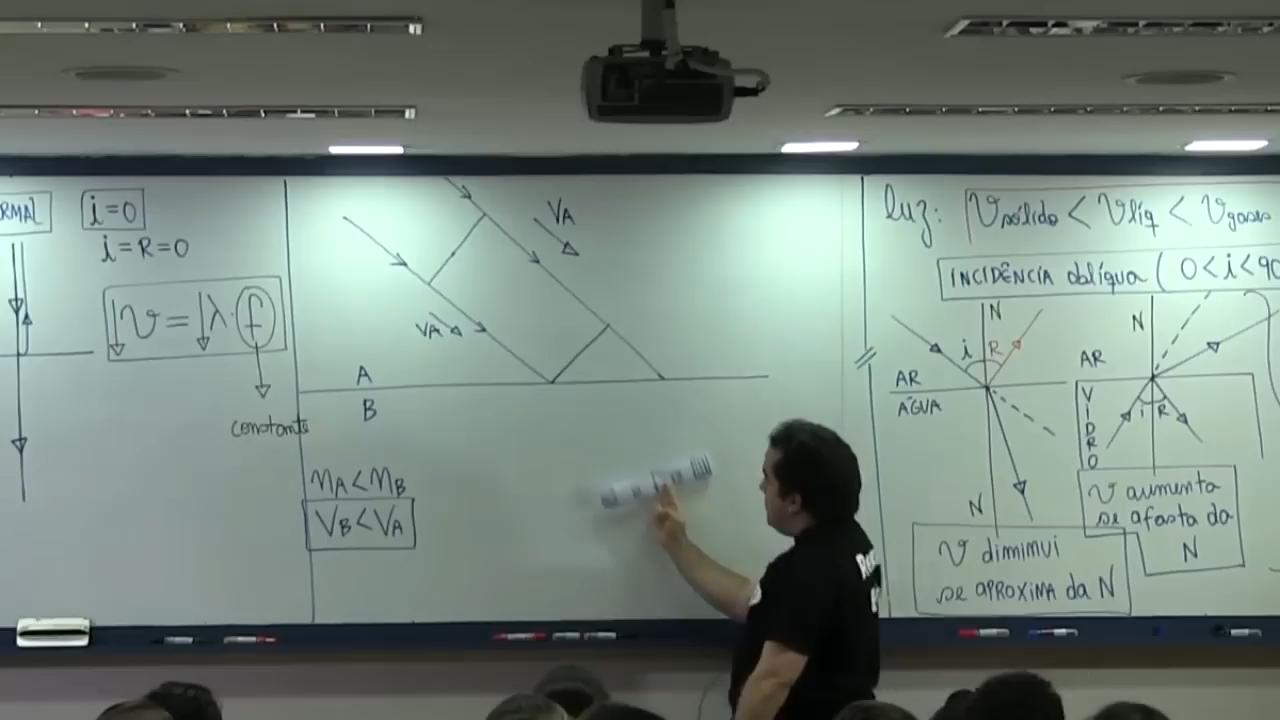 RMAL
i=0
i=R=0
V=λ.f
constante
VA
VA
A
B
nA<nB
VB<VA
luz: Vsólido < Vlíq < Vgases
INCIDÊNCIA oblíqua (0<i<90
N
i
R
AR
ÁGUA
N
V diminui
se APROXIMA da N
N
AR
VIDRO
i
R
V aumenta
se afasta da
N